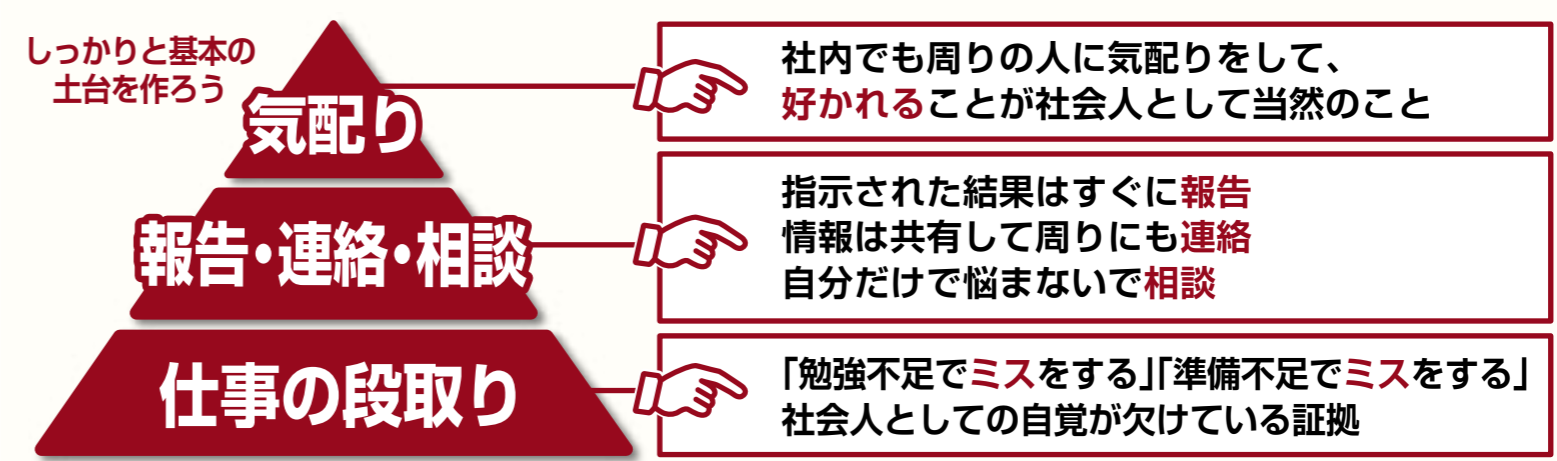 しっかりと基本の
土台を作ろう
気配り
社内でも周りの人に気配りをして、
好かれることが社会人として当然のこと
報告・連絡・相談
指示された結果はすぐに報告
情報は共有して周りにも連絡
自分だけで悩まないで相談
仕事の段取り
「勉強不足でミスをする」「準備不足でミスをする」
社会人としての自覚が欠けている証拠